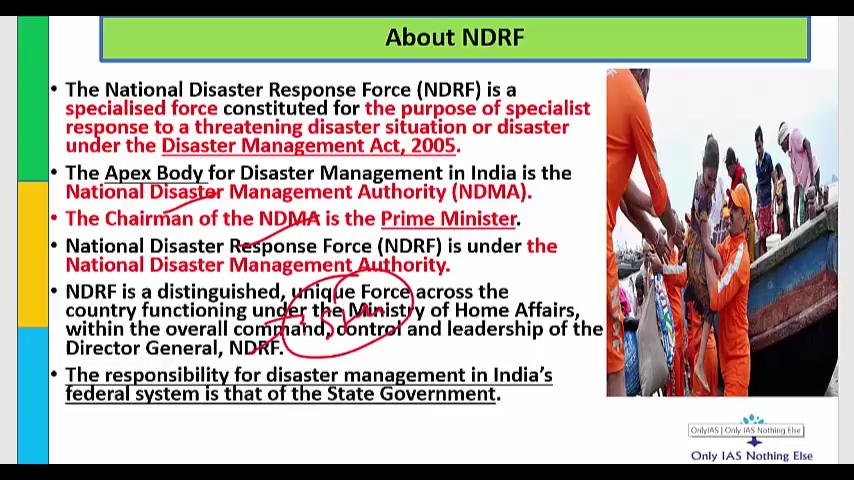 About NDRF
• The National Disaster Response Force (NDRF) is a
specialised force constituted for the purpose of specialist
response to a threatening disaster situation or disaster
under the Disaster Management Act, 2005.
• The Apex Body for Disaster Management in India is the
National Disaster Management Authority (NDMA).
• The Chairman of the NDMA is the Prime Minister.
• National Disaster Response Force (NDRF) is under the
National Disaster Management Authority.
• NDRF is a distinguished, unique Force across the
country functioning under the Ministry of Home Affairs,
within the overall command, control and leadership of the
Director General, NDRF.
• The responsibility for disaster management in India's
federal system is that of the State Government.
OnlyIAS | Only IAS Nothing Else
Only IAS Nothing Else